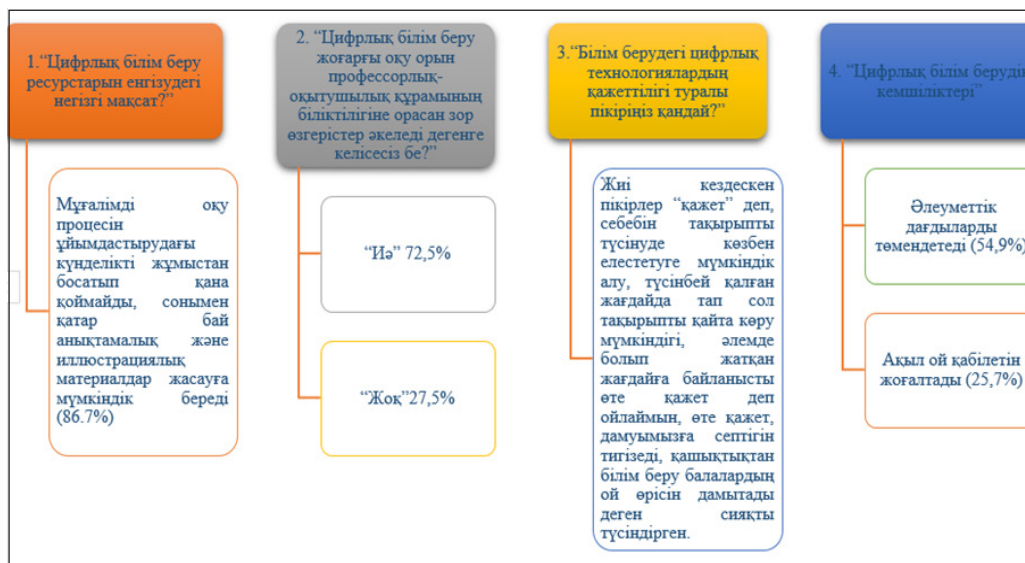 1.“Цифрлық білім беру
ресурстарын енгізудегі
негізгі мақсат?”
Мұғалімді оқу
процесін
ұйымдастырудағы
күнделікті жұмыстан
босатып қана
қоймайды, сонымен
қатар бай
анықтамалық және
иллюстрациялық
материалдар жасауға
мүмкіндік береді
(86.7%)
2. “Цифрлық білім беру
жоғарғы оқу орын
профессорлық-
оқытушылық құрамының
біліктілігіне орасан зор
өзгерістер әкеледі дегенге
келісесіз бе?”
“Иә” 72,5%
“Жоқ”27,5%
3.“Білім берудегі цифрлық
технологиялардың
қажеттілігі туралы
пікіріңіз қандай?”
Жиі кездескен
пікірлер “қажет” деп,
себебін тақырыпты
түсінуде көзбен
елестетуге мүмкіндік
алу, түсінбей қалған
жағдайда тап сол
тақырыпты қайта көру
мүмкіндігі, әлемде
болып жатқан
жағдайға байланысты
өте қажет деп
ойлаймын, өте қажет,
дамуымызға септігін
тигізеді, қашықтықтан
білім беру балалардың
ой өрісін дамытады
деген сияқты
түсіндірген.
4. “Цифрлық білім берудің
кемшіліктері”
Әлеуметтік
дағдыларды
төмендетеді (54,9%)
Ақыл ой қабілетін
жоғалтады (25,7%)